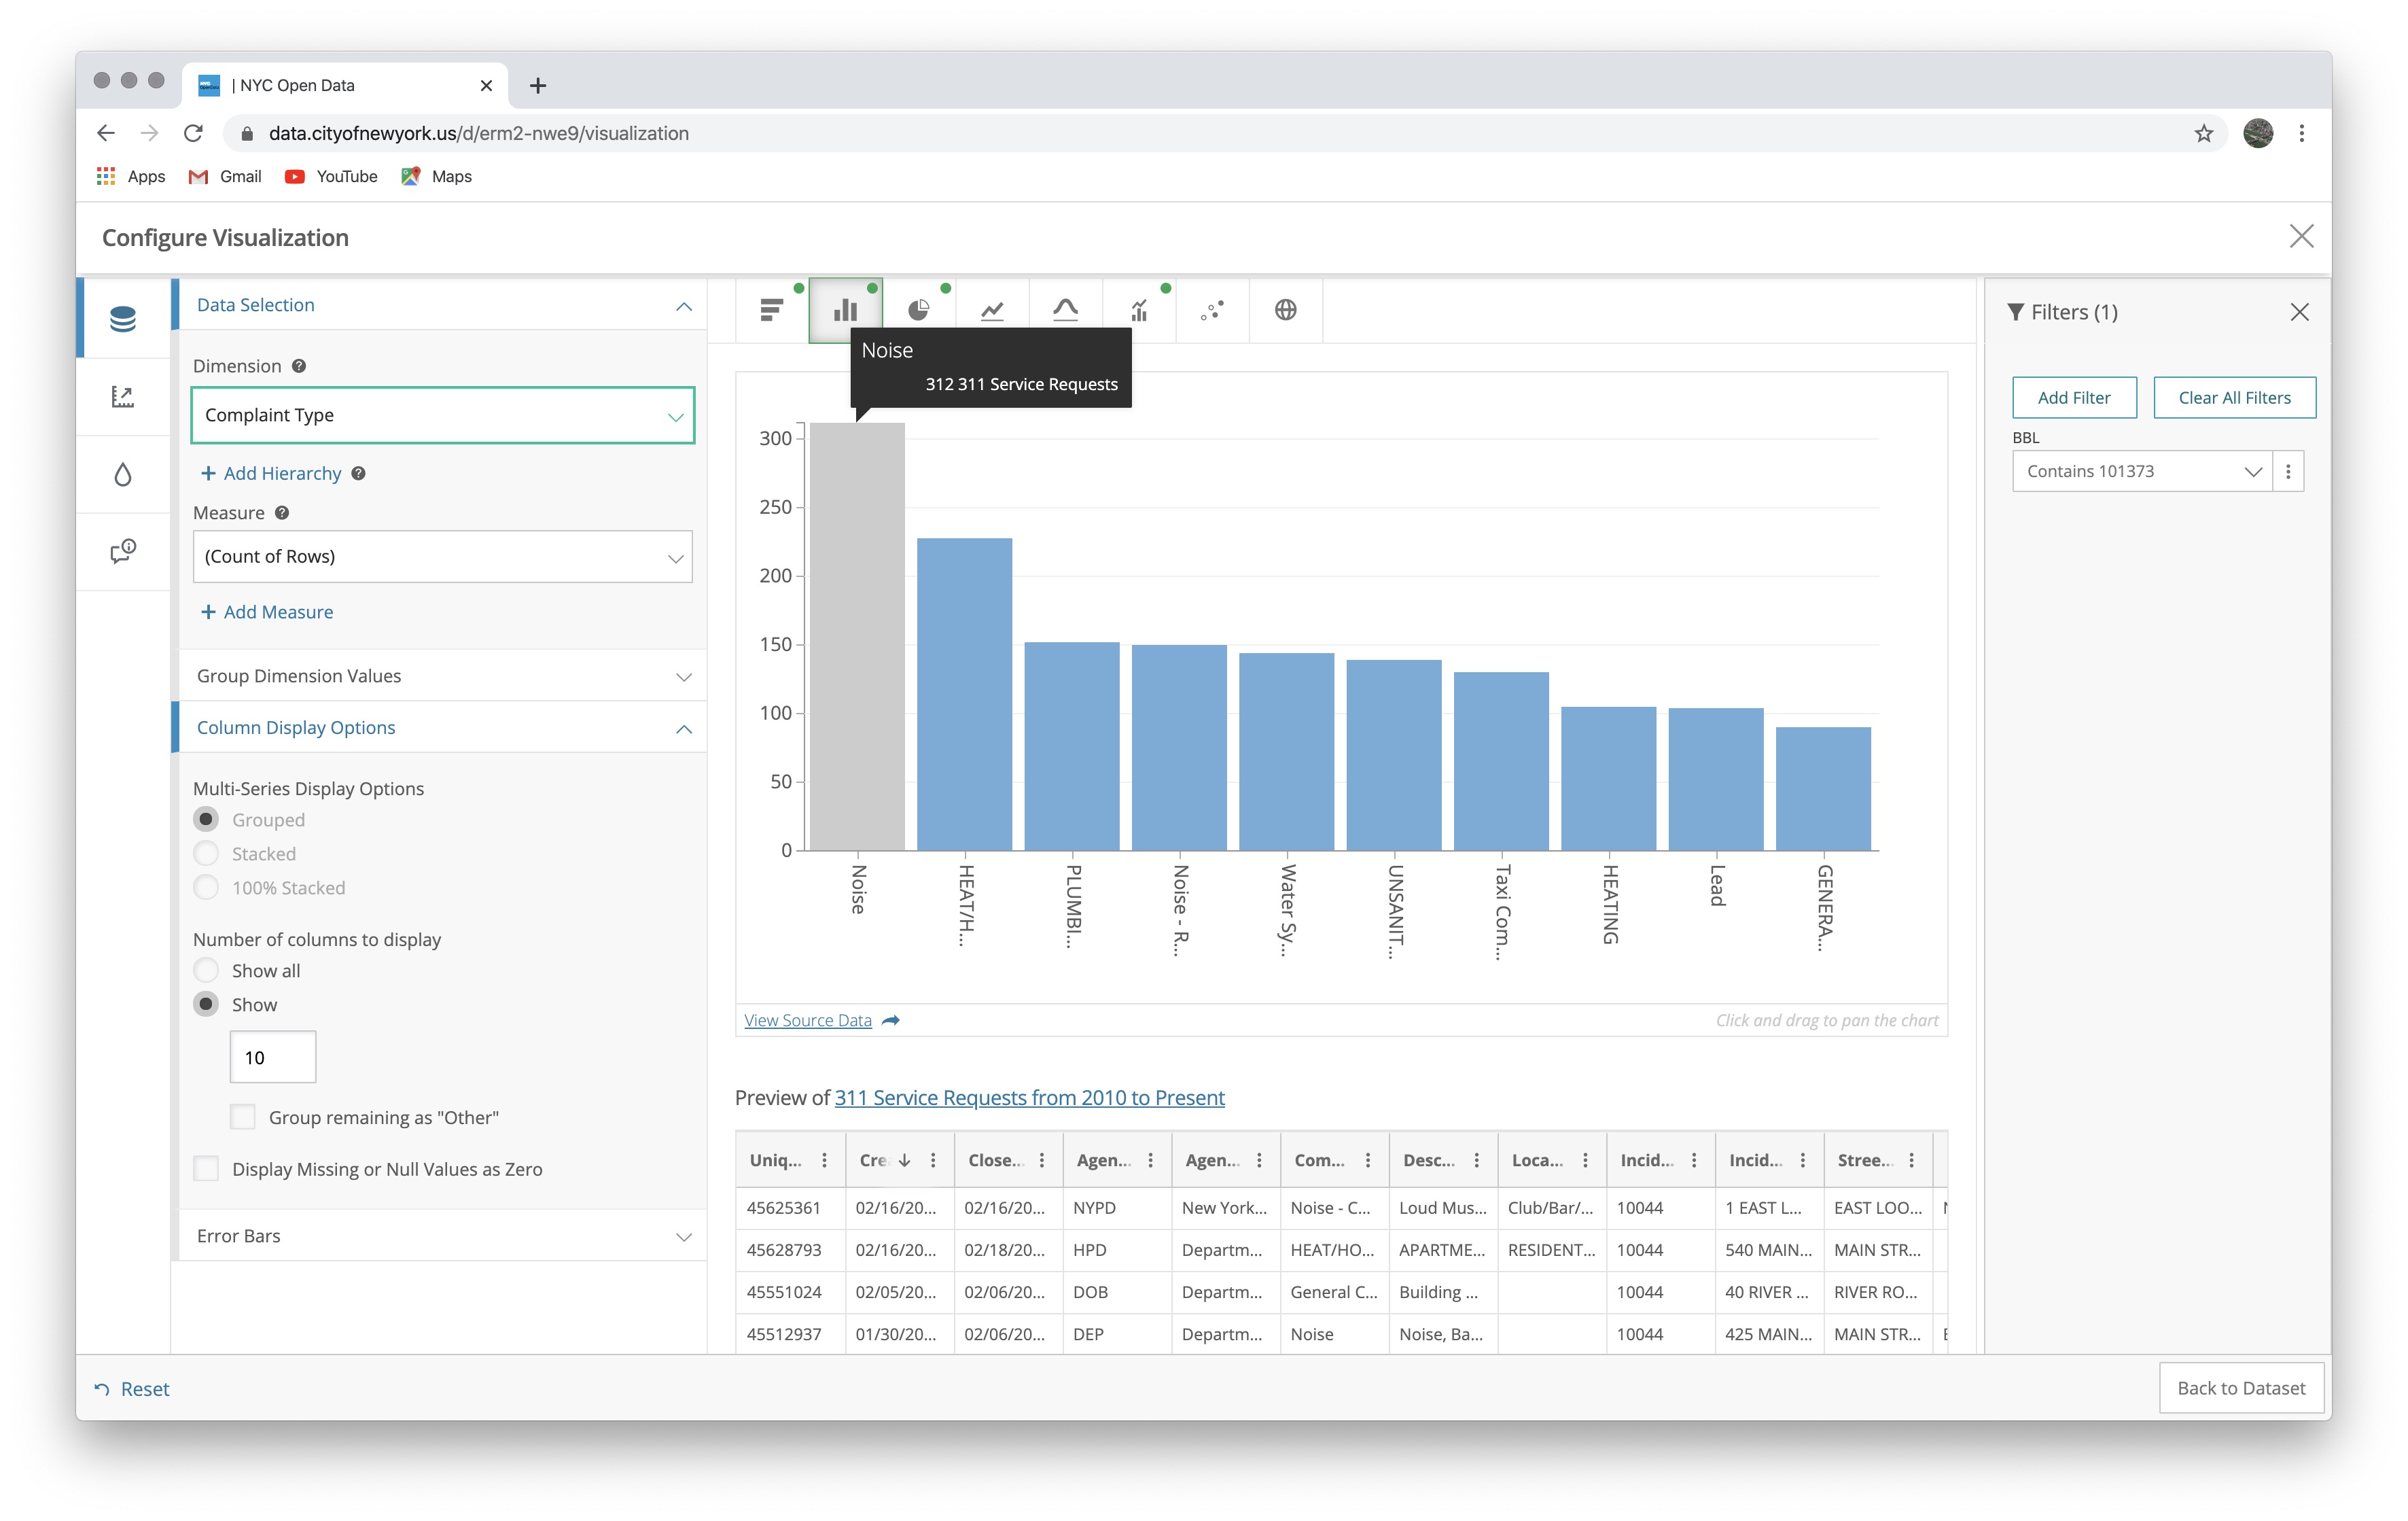 | NYC Open Data
data.cityofnewyork.us/d/erm2-nwe9/visualization
Apps Gmail YouTube Maps
Configure Visualization
Data Selection
Dimension
Complaint Type
+ Add Hierarchy
Measure
(Count of Rows)
+ Add Measure
Group Dimension Values
Column Display Options
Multi-Series Display Options
Grouped
Stacked
100% Stacked
Number of columns to display
Show all
Show
10
Group remaining as "Other"
Display Missing or Null Values as Zero
Error Bars
Noise
312 311 Service Requests
300
250
200
150
100
50
0
Noise
HEAT/H...
PLUMBI...
Noise - R...
Water Sy...
UNSANIT...
Taxi Com...
HEATING
Lead
GENERA...
View Source Data
Click and drag to pan the chart
Preview of 311 Service Requests from 2010 to Present
Uniq... Cre Close... Agen... Agen... Com... Desc... Loca... Incid... Incid... Stree...
45625361 02/16/20... 02/16/20... NYPD New York... Noise - C... Loud Mus... Club/Bar/... 10044 1 EAST L... EAST LOO...
45628793 02/16/20... 02/18/20... HPD Departm... HEAT/HO... APARTME... RESIDENT... 10044 540 MAIN... MAIN STR...
45551024 02/05/20... 02/06/20... DOB Departm... General C... Building ... 10044 40 RIVER ... RIVER RO...
45512937 01/30/20... 02/06/20... DEP Departm... Noise Noise, Ba... 10044 425 MAIN... MAIN STR...
Filters (1)
Add Filter Clear All Filters
BBL
Contains 101373
Reset
Back to Dataset